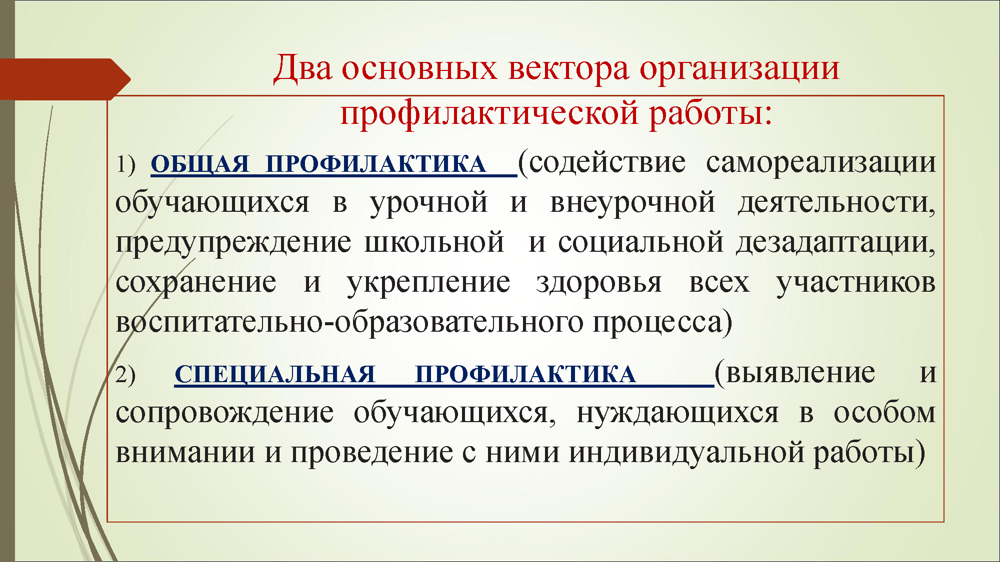 Два основных вектора организации
профилактической работы:
1) ОБЩАЯ ПРОФИЛАКТИКА (содействие самореализации
обучающихся в урочной и внеурочной деятельности,
предупреждение школьной и социальной дезадаптации,
сохранение и укрепление здоровья всех участников
воспитательно-образовательного процесса)
2) СПЕЦИАЛЬНАЯ ПРОФИЛАКТИКА (выявление и
сопровождение обучающихся, нуждающихся в особом
внимании и проведение с ними индивидуальной работы)